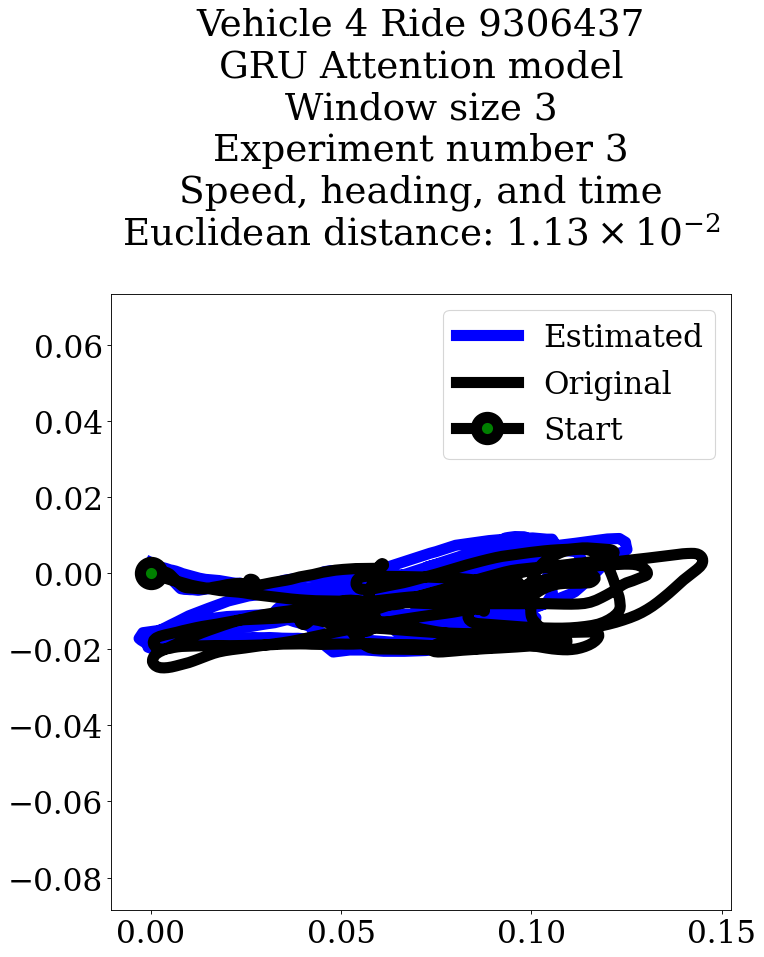 Vehicle 4 Ride 9306437
GRU Attention model
Window size 3
Experiment number 3
Speed, heading, and time
Euclidean distance: 1.13 × 10⁻²
Estimated
Original
Start
0.06
0.04
0.02
0.00
−0.02
−0.04
−0.06
−0.08
0.00 0.05 0.10 0.15